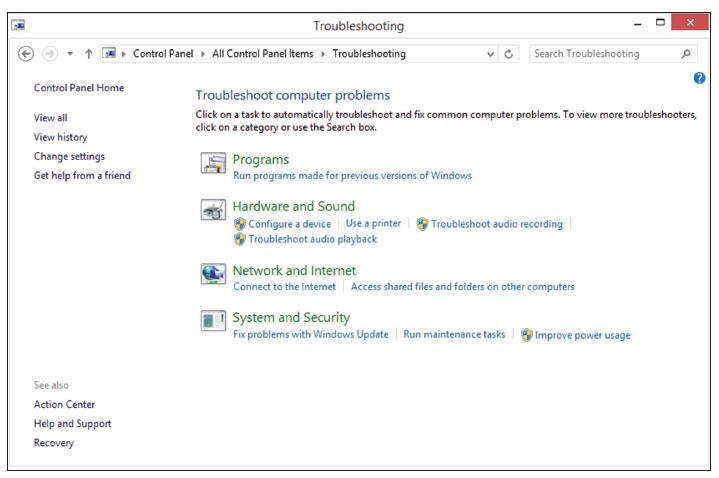 Troubleshooting
Control Panel All Control Panel Items Troubleshooting Search Troubleshooting
Control Panel Home
View all
View history
Change settings
Get help from a friend
Troubleshoot computer problems
Click on a task to automatically troubleshoot and fix common computer problems. To view more troubleshooters,
click on a category or use the Search box.
Programs
Run programs made for previous versions of Windows
Hardware and Sound
Configure a device Use a printer Troubleshoot audio recording
Troubleshoot audio playback
Network and Internet
Connect to the Internet Access shared files and folders on other computers
System and Security
Fix problems with Windows Update Run maintenance tasks Improve power usage
See also
Action Center
Help and Support
Recovery